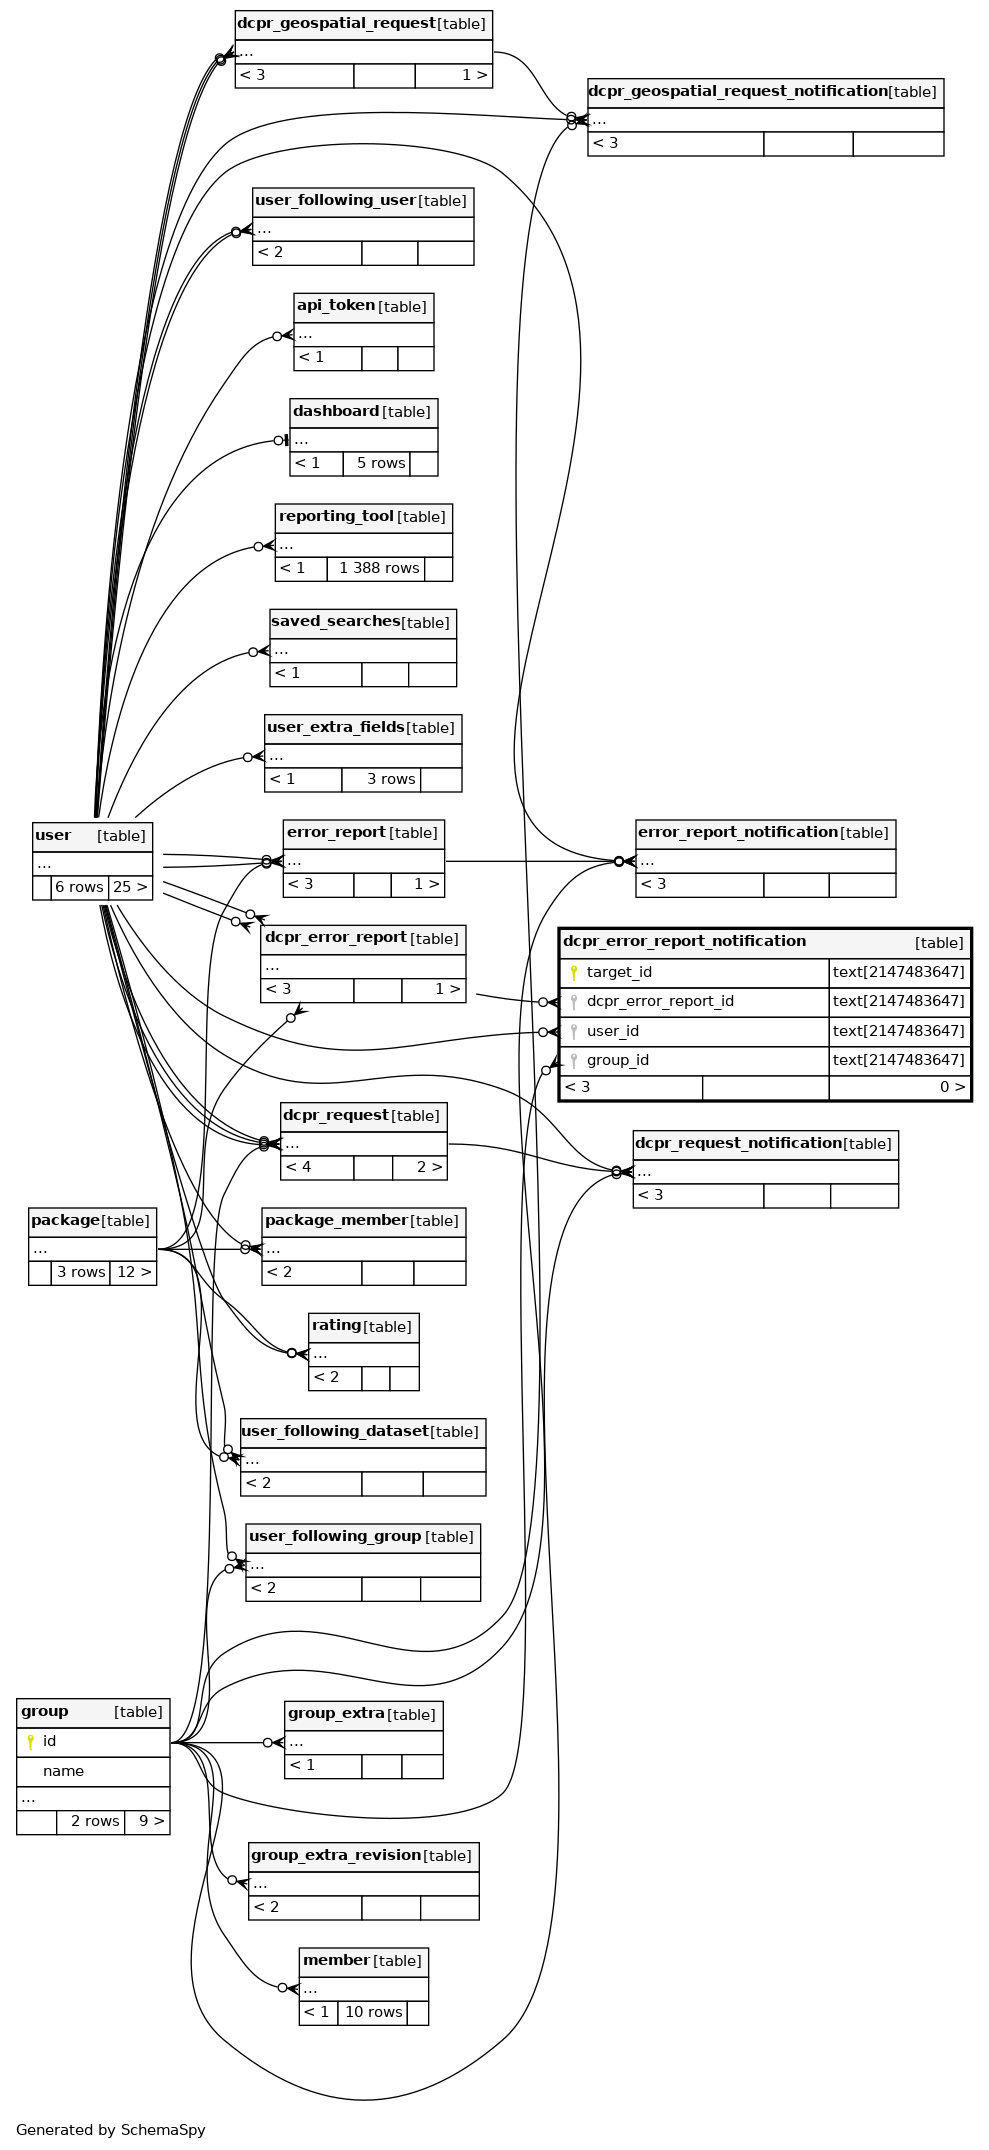 dcpr_geospatial_request [table]
...
< 3 1 >
dcpr_geospatial_request_notification [table]
...
< 3
user_following_user [table]
...
< 2
api_token [table]
...
< 1
dashboard [table]
...
< 1 5 rows
reporting_tool [table]
...
< 1 1 388 rows
saved_searches [table]
...
< 1
user_extra_fields [table]
...
< 1 3 rows
user [table]
...
6 rows 25 >
error_report [table]
...
< 3 1 >
error_report_notification [table]
...
< 3
dcpr_error_report [table]
...
< 3 1 >
dcpr_error_report_notification [table]
target_id text[2147483647]
dcpr_error_report_id text[2147483647]
user_id text[2147483647]
group_id text[2147483647]
< 3 0 >
dcpr_request [table]
...
< 4 2 >
dcpr_request_notification [table]
...
< 3
package [table]
...
3 rows 12 >
package_member [table]
...
< 2
rating [table]
...
< 2
user_following_dataset [table]
...
< 2
user_following_group [table]
...
< 2
group [table]
id
name
...
2 rows 9 >
group_extra [table]
...
< 1
group_extra_revision [table]
...
< 2
member [table]
...
< 1 10 rows
Generated by SchemaSpy